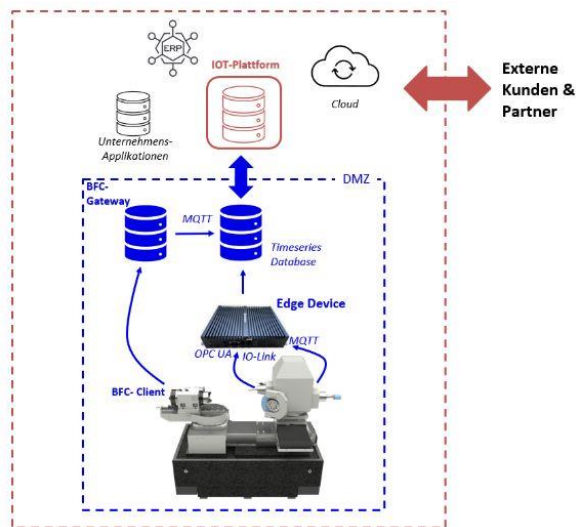 ERP
IOT-Plattform
Cloud
Externe
Kunden &
Partner
Unternehmens-
Applikationen
DMZ
BFC-
Gateway
MQTT
Timeseries
Database
Edge Device
OPC UA
IO-Link
MQTT
BFC- Client